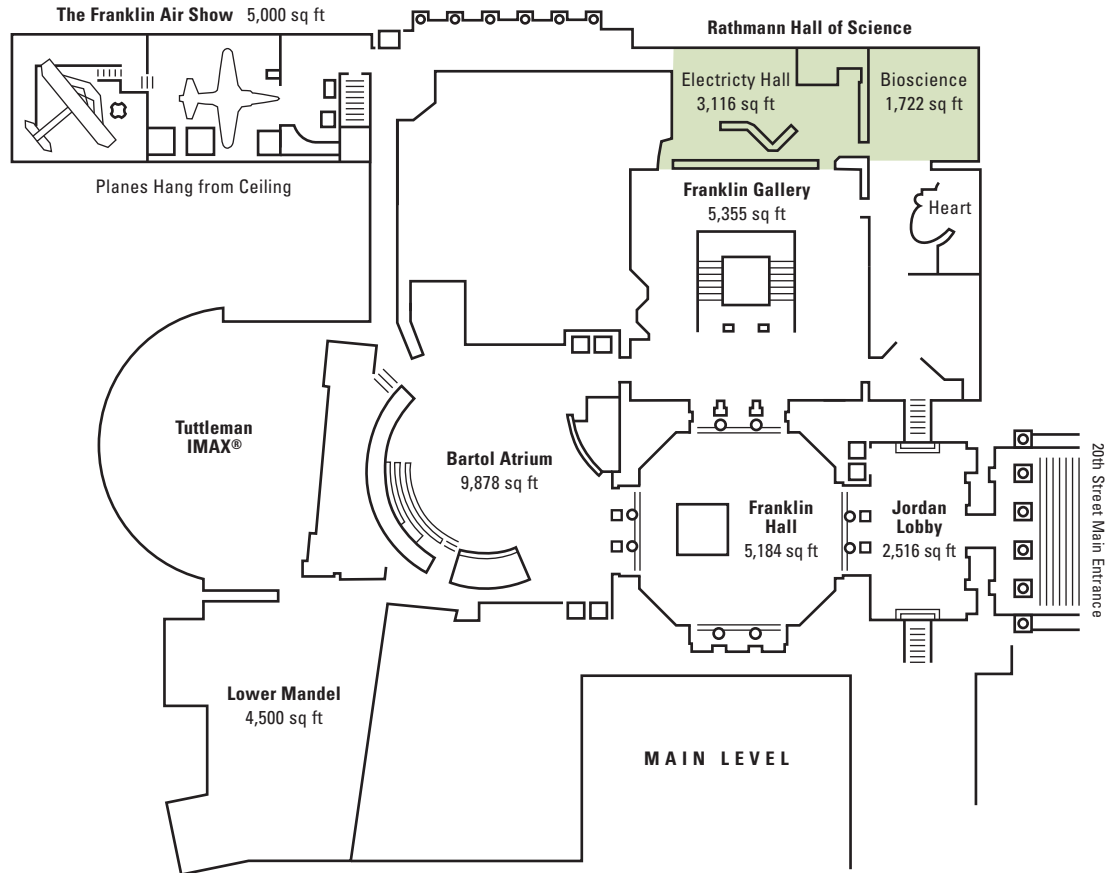 The Franklin Air Show 5,000 sq ft
Rathmann Hall of Science
Electricty Hall
3,116 sq ft
Bioscience
1,722 sq ft
Planes Hang from Ceiling
Franklin Gallery
5,355 sq ft
Heart
Tuttleman
IMAX®
Bartol Atrium
9,878 sq ft
Franklin
Hall
5,184 sq ft
Jordan
Lobby
2,516 sq ft
20th Street Main Entrance
Lower Mandel
4,500 sq ft
MAIN LEVEL